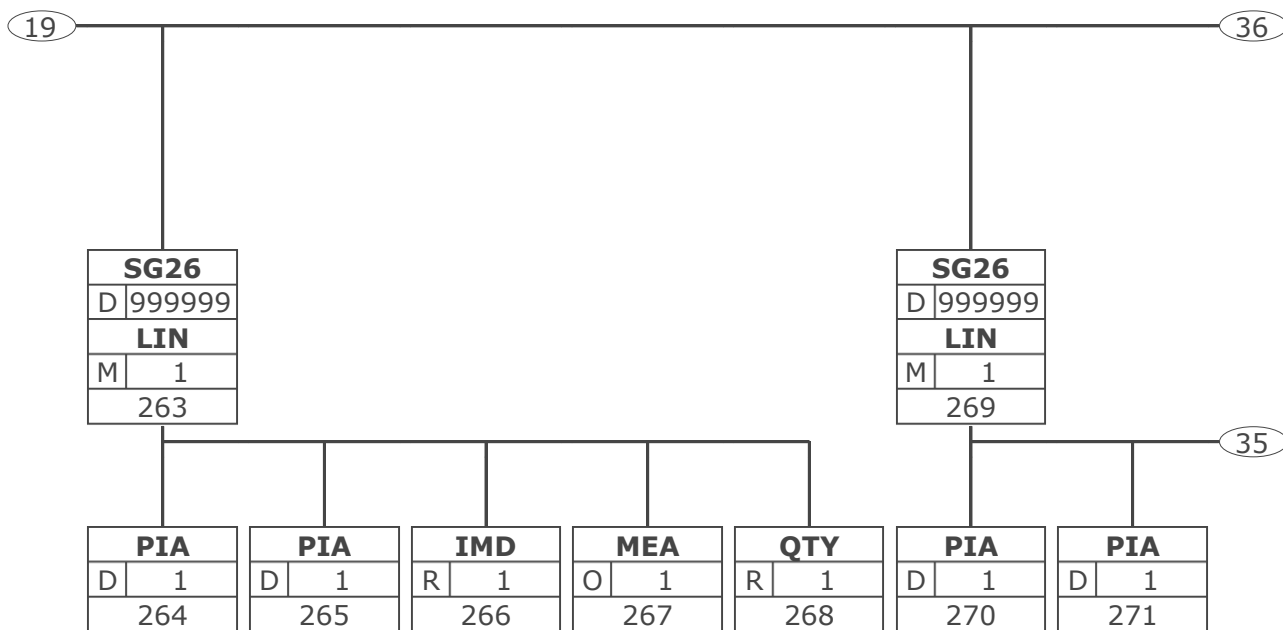 19
36
SG26
D 999999
LIN
M 1
263
SG26
D 999999
LIN
M 1
269
35
PIA
D 1
264
PIA
D 1
265
IMD
R 1
266
MEA
O 1
267
QTY
R 1
268
PIA
D 1
270
PIA
D 1
271